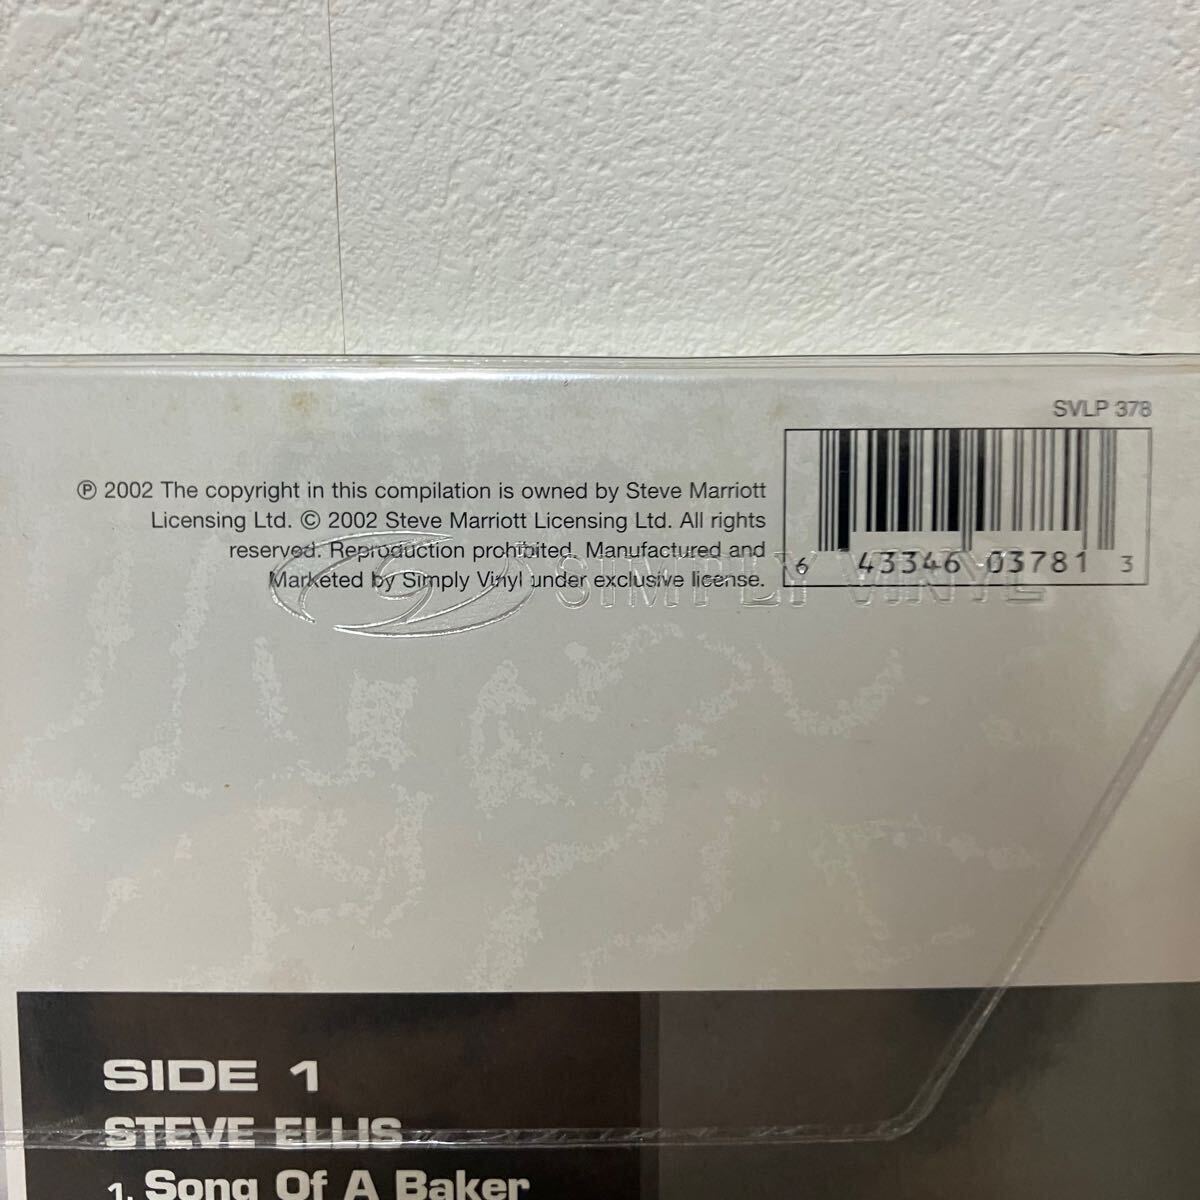 SVLP 378
℗ 2002 The copyright in this compilation is owned by Steve Marriott
Licensing Ltd. © 2002 Steve Marriott Licensing Ltd. All rights
reserved. Reproduction prohibited. Manufactured and
Marketed by Simply Vinyl under exclusive license.
6 43346 03781 3
SIMPLY VINYL
SIDE 1
STEVE ELLIS
1. Song Of A Baker